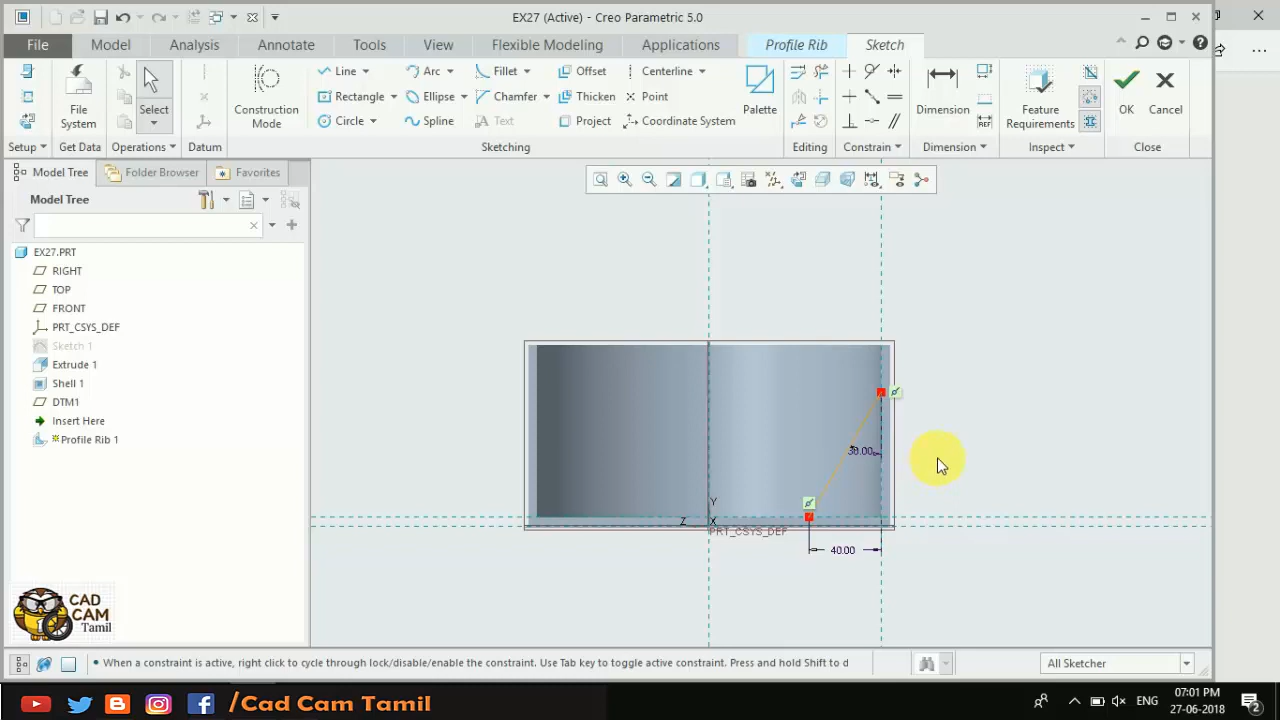 EX27 (Active) - Creo Parametric 5.0
File Model Analysis Annotate Tools View Flexible Modeling Applications Profile Rib Sketch
Line Arc Fillet Offset Centerline
Rectangle Ellipse Chamfer Thicken Point
Circle Spline Text Project Coordinate System
File System
Select
Construction Mode
Palette
Dimension
Feature Requirements
OK
Cancel
Setup Get Data Operations Datum Sketching Editing Constrain Dimension Inspect Close
REF
Model Tree Folder Browser Favorites
Model Tree
EX27.PRT
RIGHT
TOP
FRONT
PRT_CSYS_DEF
Sketch 1
Extrude 1
Shell 1
DTM1
Insert Here
Profile Rib 1
30.00
Y
Z X
PRT_CSYS_DEF
40.00
CAD
CAM
Tamil
When a constraint is active, right click to cycle through lock/disable/enable the constraint. Use Tab key to toggle active constraint. Press and hold Shift to d
All Sketcher
/Cad Cam Tamil
ENG
07:01 PM
27-06-2018
2